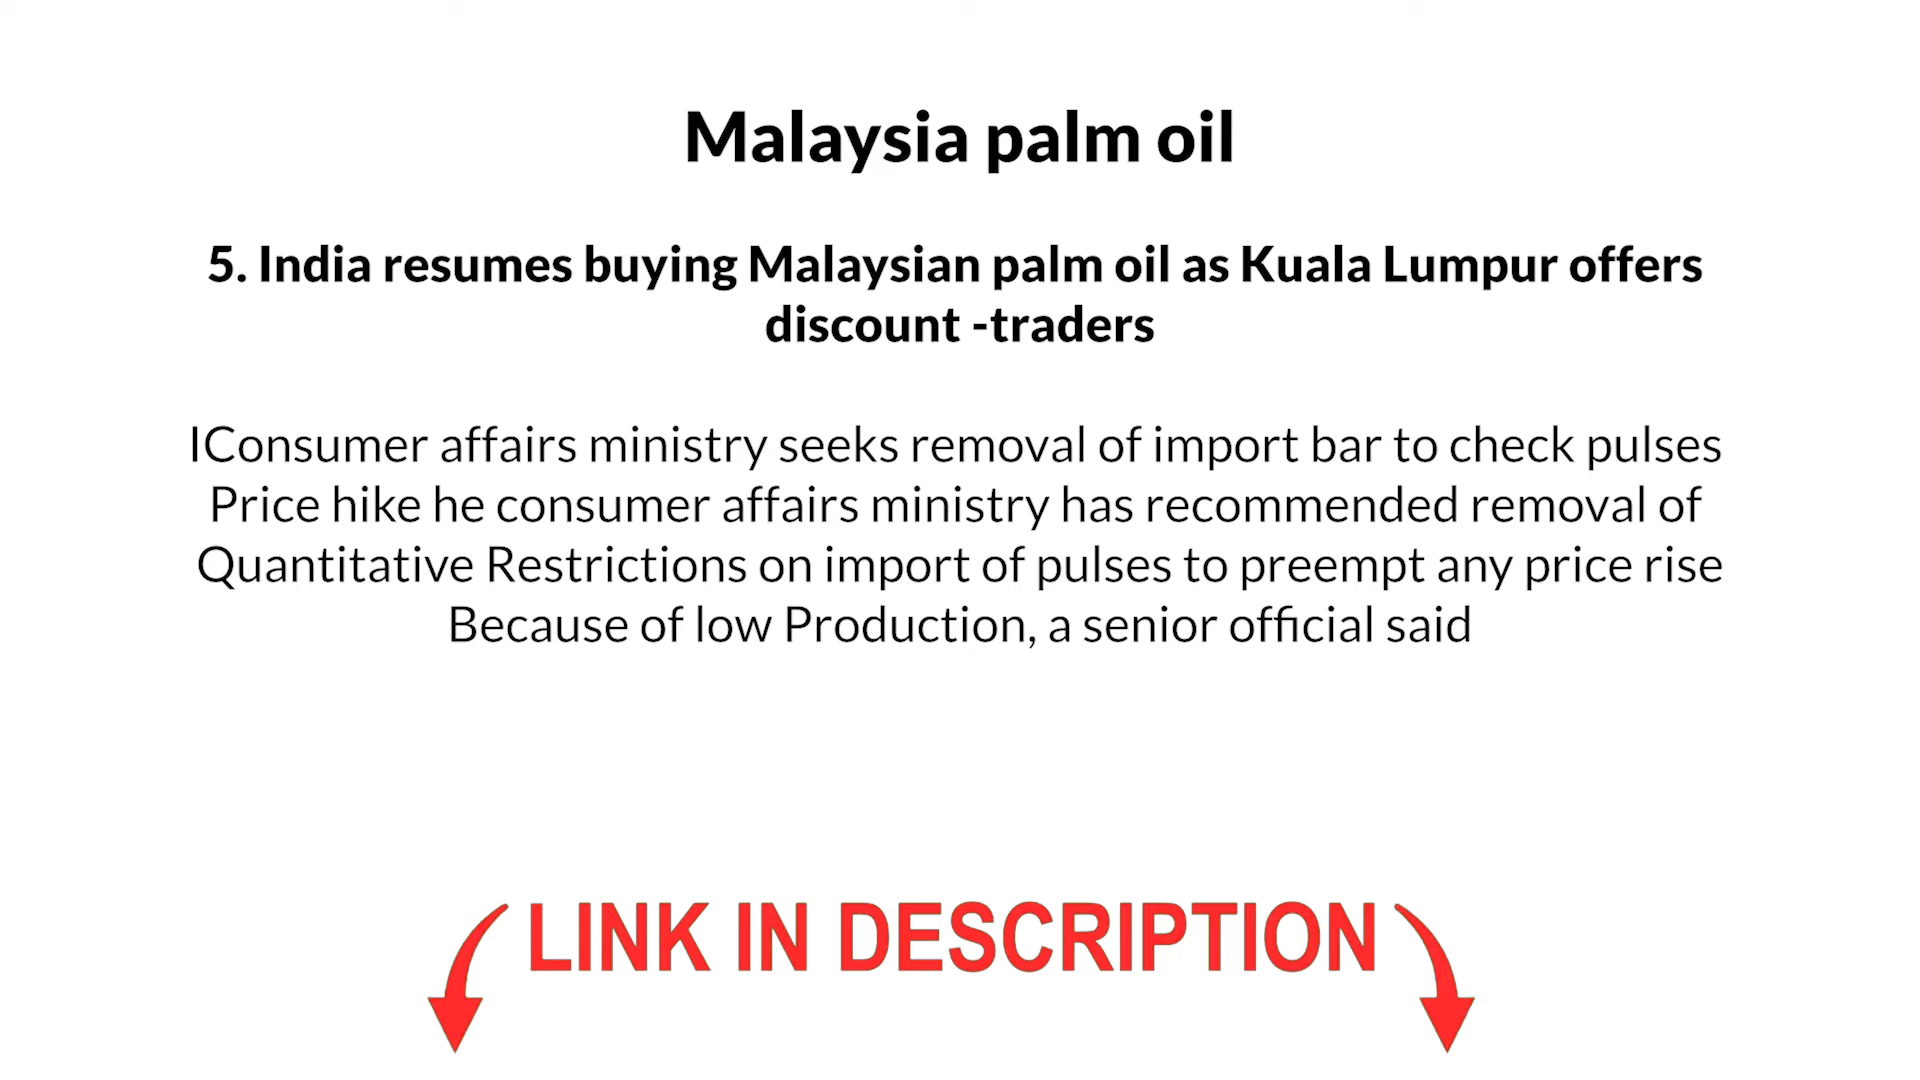 Malaysia palm oil
5. India resumes buying Malaysian palm oil as Kuala Lumpur offers
discount -traders
IConsumer affairs ministry seeks removal of import bar to check pulses
Price hike he consumer affairs ministry has recommended removal of
Quantitative Restrictions on import of pulses to preempt any price rise
Because of low Production, a senior official said
LINK IN DESCRIPTION